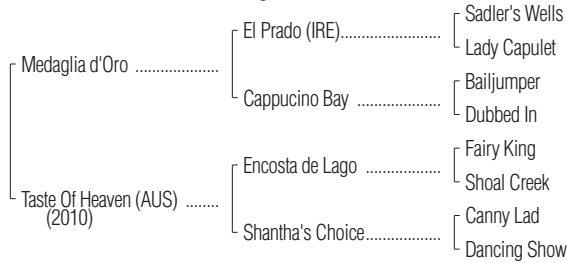 Sadler's Wells
El Prado (IRE)....................
Lady Capulet
Medaglia d'Oro ....................
Bailjumper
Cappucino Bay ....................
Dubbed In
Fairy King
Encosta de Lago ..................
Shoal Creek
Taste Of Heaven (AUS) ........
(2010)
Canny Lad
Shantha's Choice..................
Dancing Show